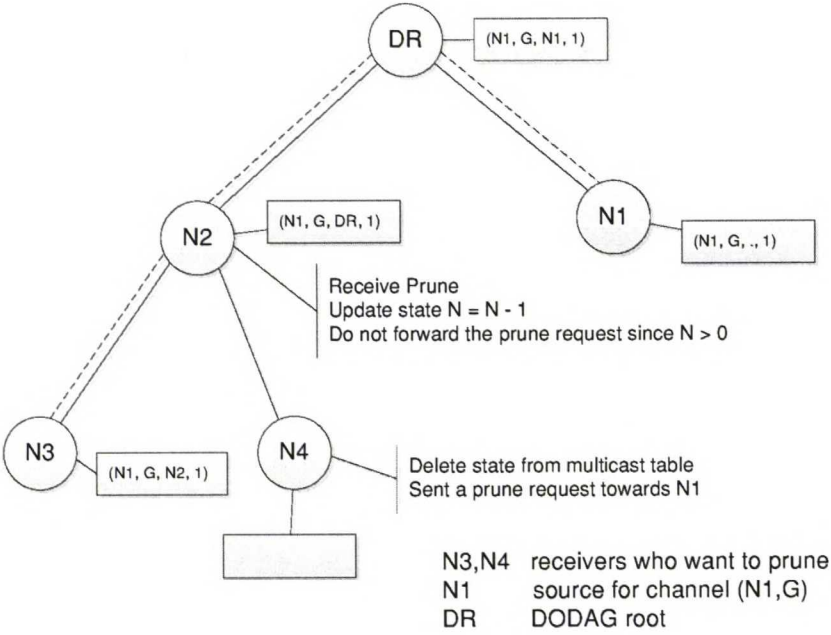 DR
(N1, G, N1, 1)
N2
(N1, G, DR, 1)
N1
(N1, G, ., 1)
Receive Prune
Update state N = N - 1
Do not forward the prune request since N > 0
N3
(N1, G, N2, 1)
N4
Delete state from multicast table
Sent a prune request towards N1
N3,N4 receivers who want to prune
N1 source for channel (N1,G)
DR DODAG root